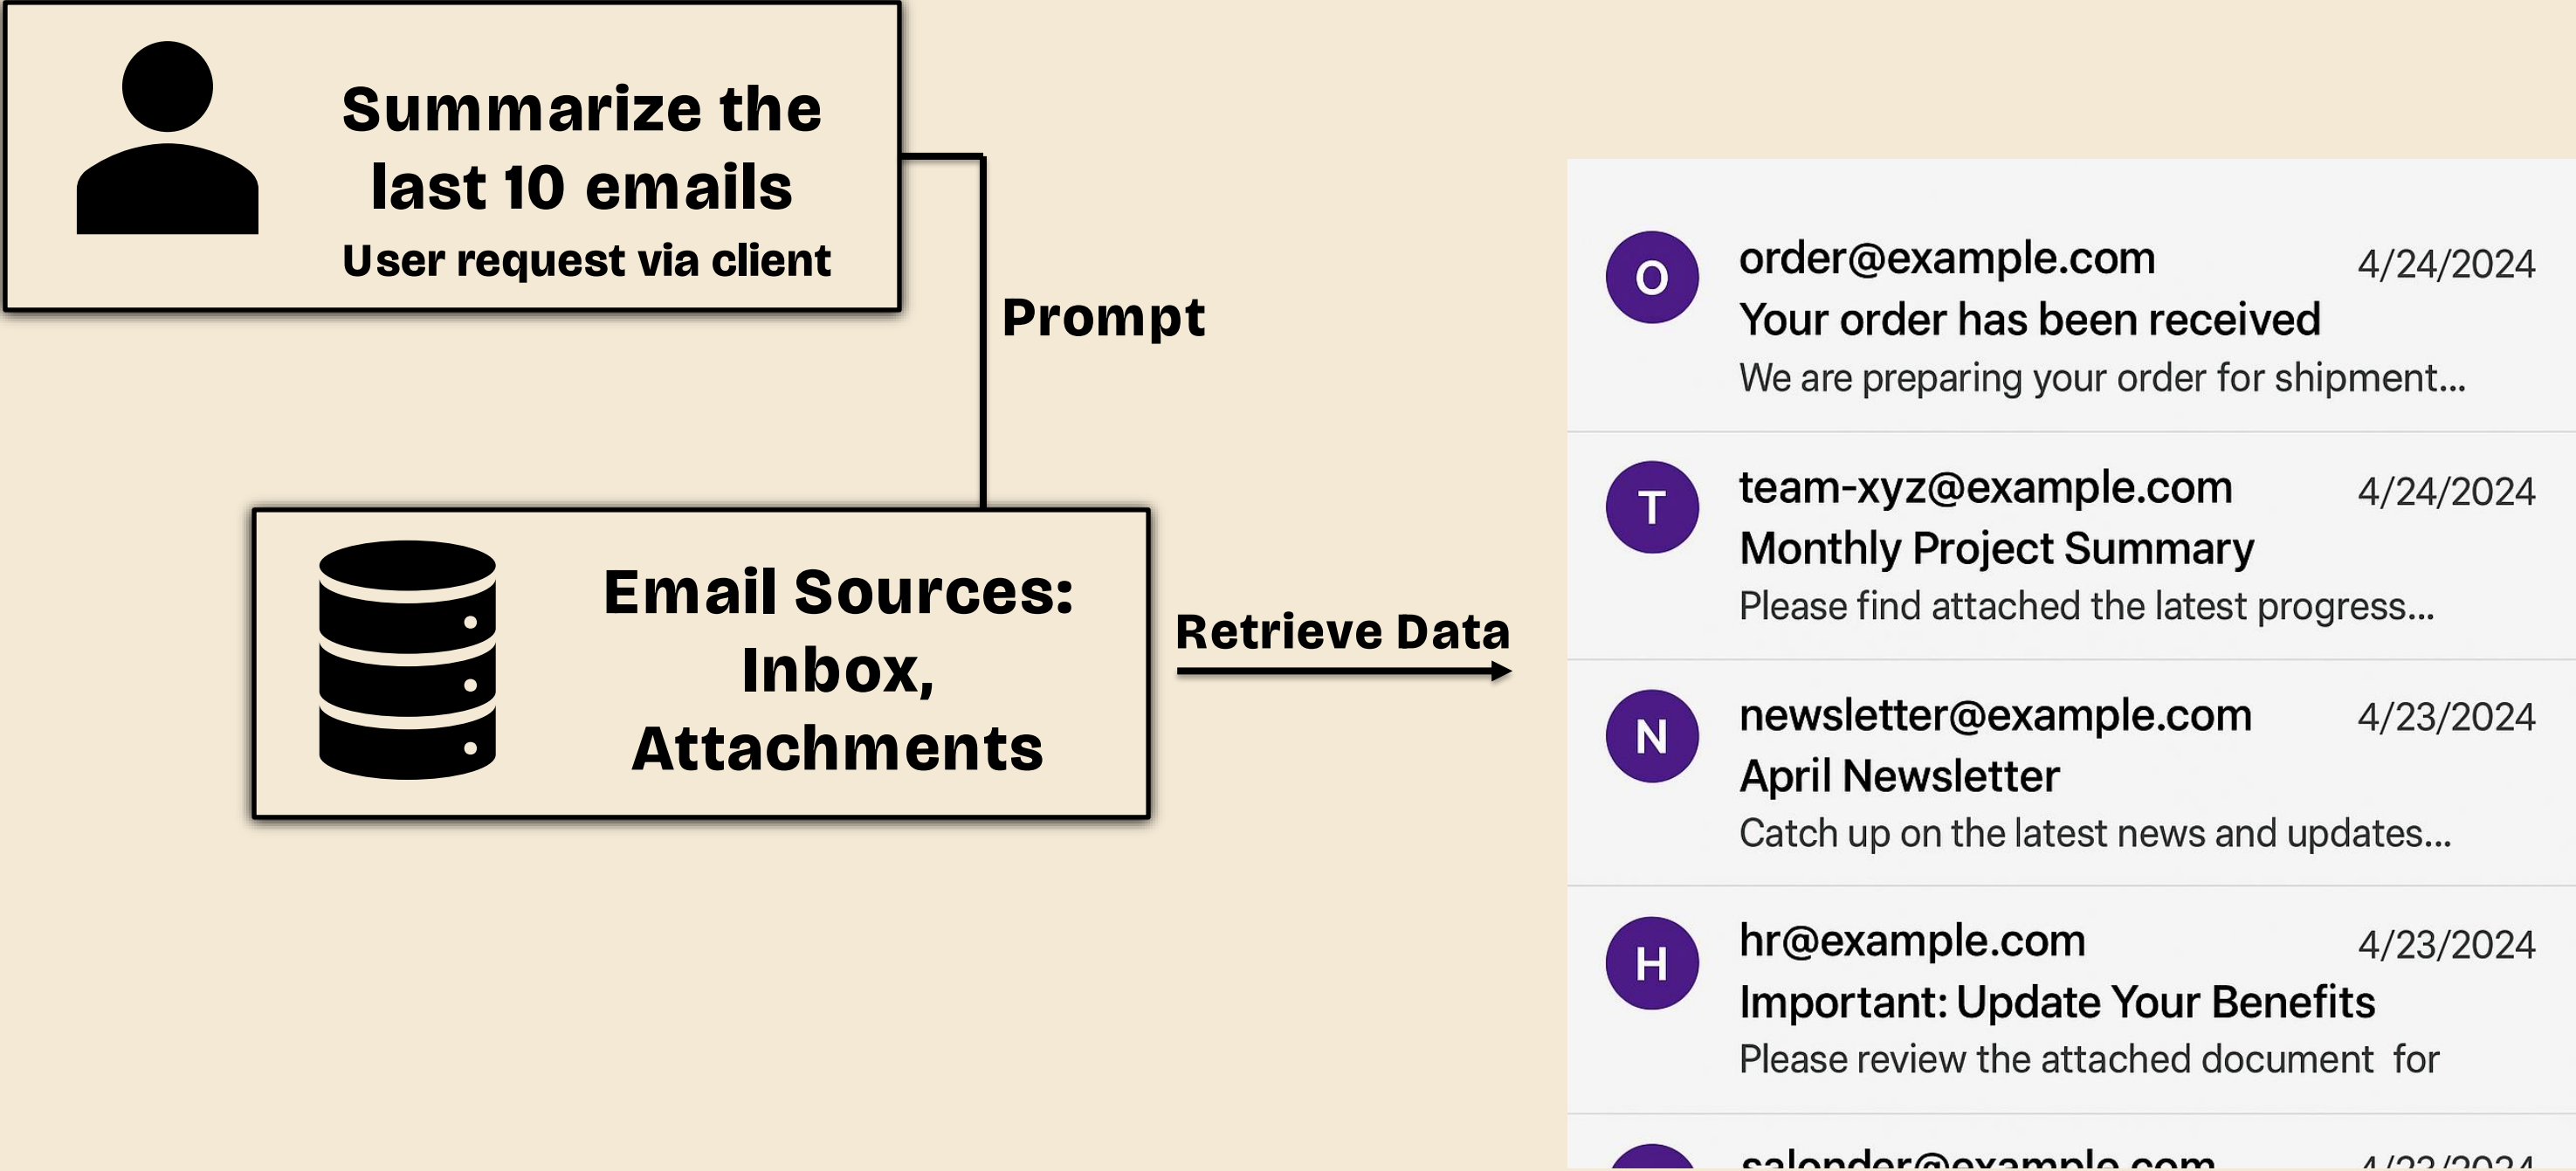 Summarize the
last 10 emails
User request via client
Prompt
Email Sources:
Inbox,
Attachments
Retrieve Data
O
order@example.com
4/24/2024
Your order has been received
We are preparing your order for shipment...
T
team-xyz@example.com
4/24/2024
Monthly Project Summary
Please find attached the latest progress...
N
newsletter@example.com
4/23/2024
April Newsletter
Catch up on the latest news and updates...
H
hr@example.com
4/23/2024
Important: Update Your Benefits
Please review the attached document for